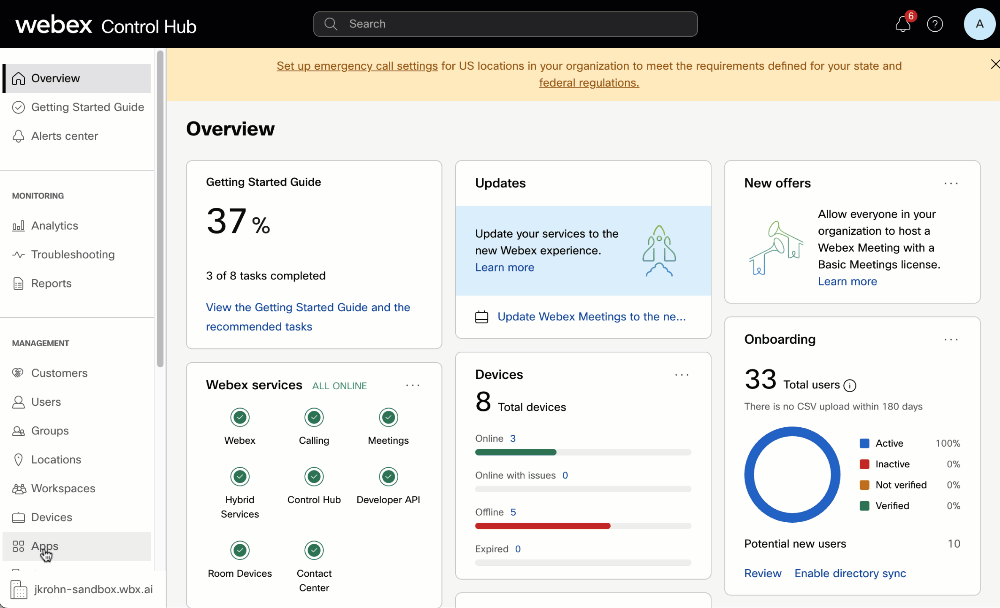 webex Control Hub
Search
6
A
Set up emergency call settings for US locations in your organization to meet the requirements defined for your state and
federal regulations.
Overview
Getting Started Guide
Alerts center
MONITORING
Analytics
Troubleshooting
Reports
MANAGEMENT
Customers
Users
Groups
Locations
Workspaces
Devices
Apps
jkrohn-sandbox.wbx.ai
Overview
Getting Started Guide
37 %
3 of 8 tasks completed
View the Getting Started Guide and the
recommended tasks
Webex services ALL ONLINE
Webex
Calling
Meetings
Hybrid
Services
Control Hub
Developer API
Room Devices
Contact
Center
Updates
Update your services to the
new Webex experience.
Learn more
Update Webex Meetings to the ne...
Devices
8 Total devices
Online 3
Online with issues 0
Offline 5
Expired 0
New offers
Allow everyone in your
organization to host a
Webex Meeting with a
Basic Meetings license.
Learn more
Onboarding
33 Total users
There is no CSV upload within 180 days
Active 100%
Inactive 0%
Not verified 0%
Verified 0%
Potential new users 10
Review Enable directory sync